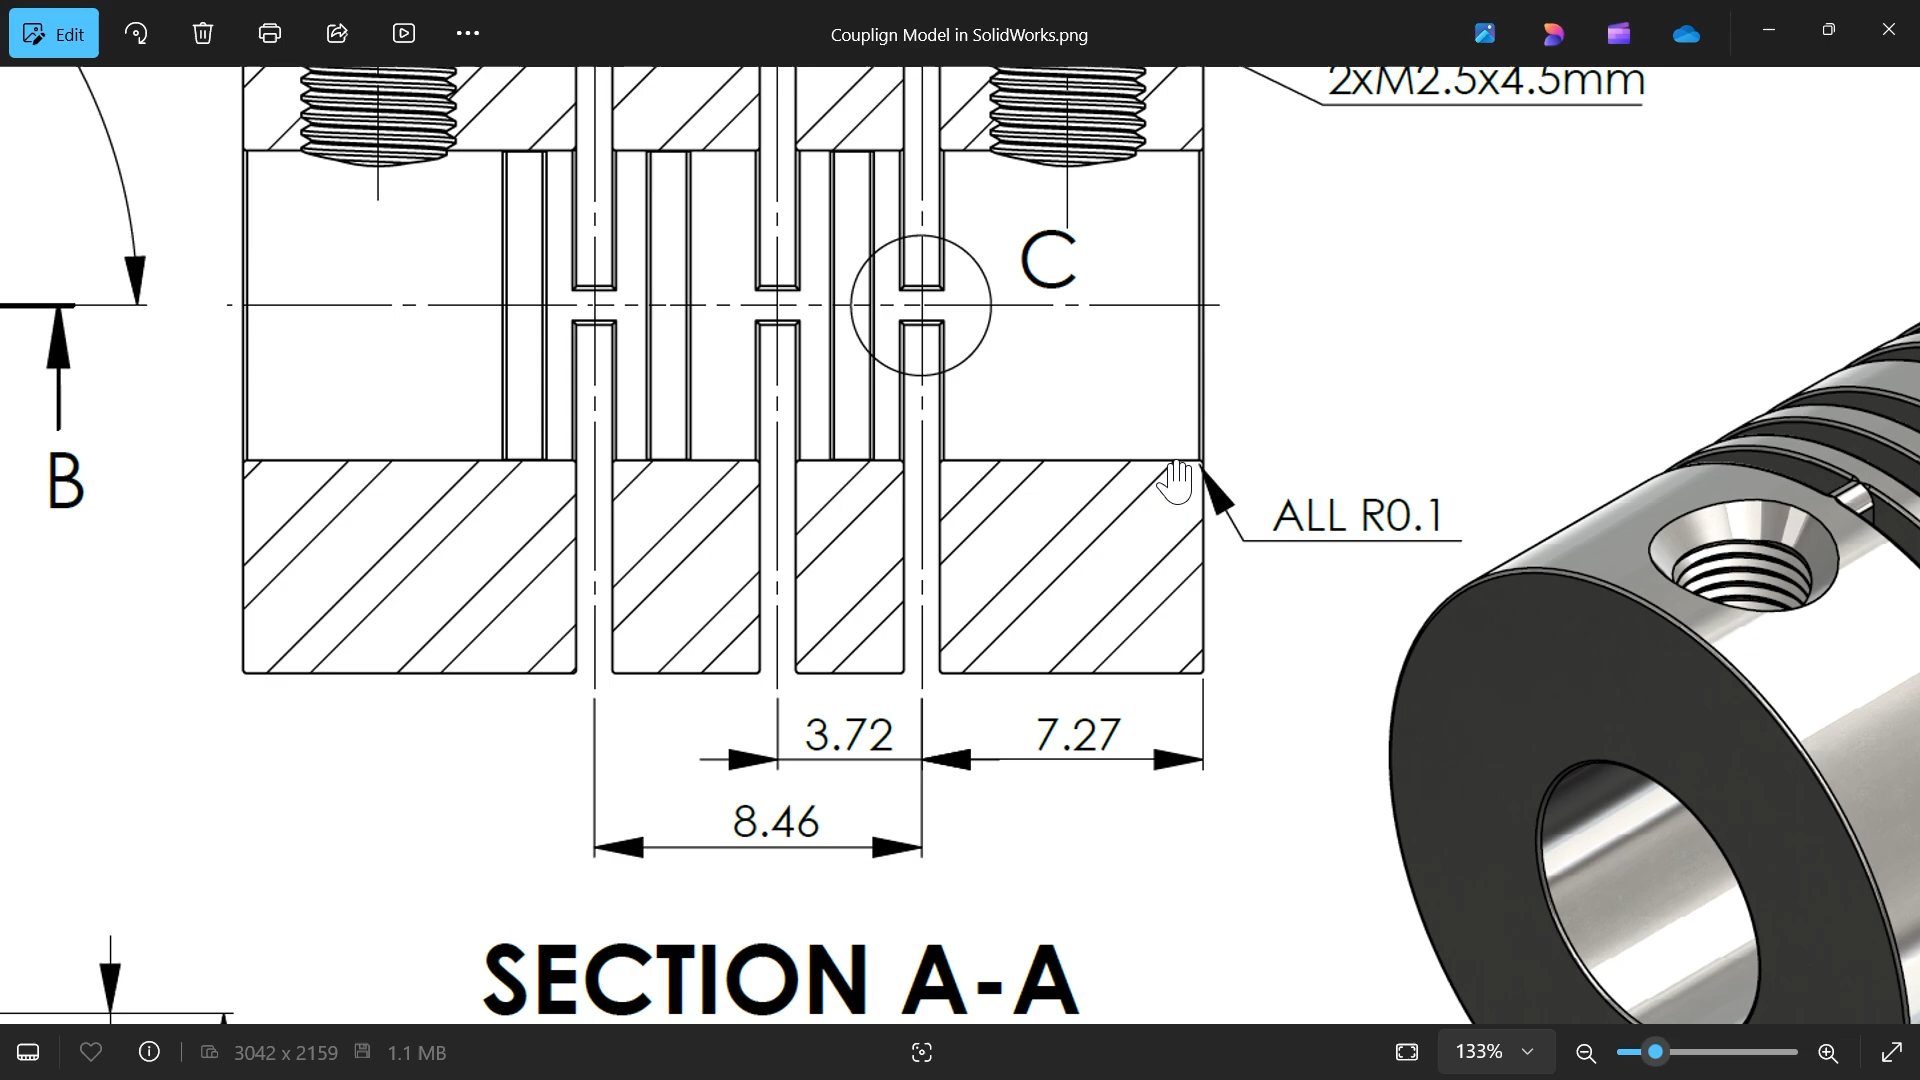 Edit
Couplign Model in SolidWorks.png
2xM2.5x4.5mm
C
B
ALL R0.1
3.72
7.27
8.46
SECTION A-A
3042 x 2159
1.1 MB
133%